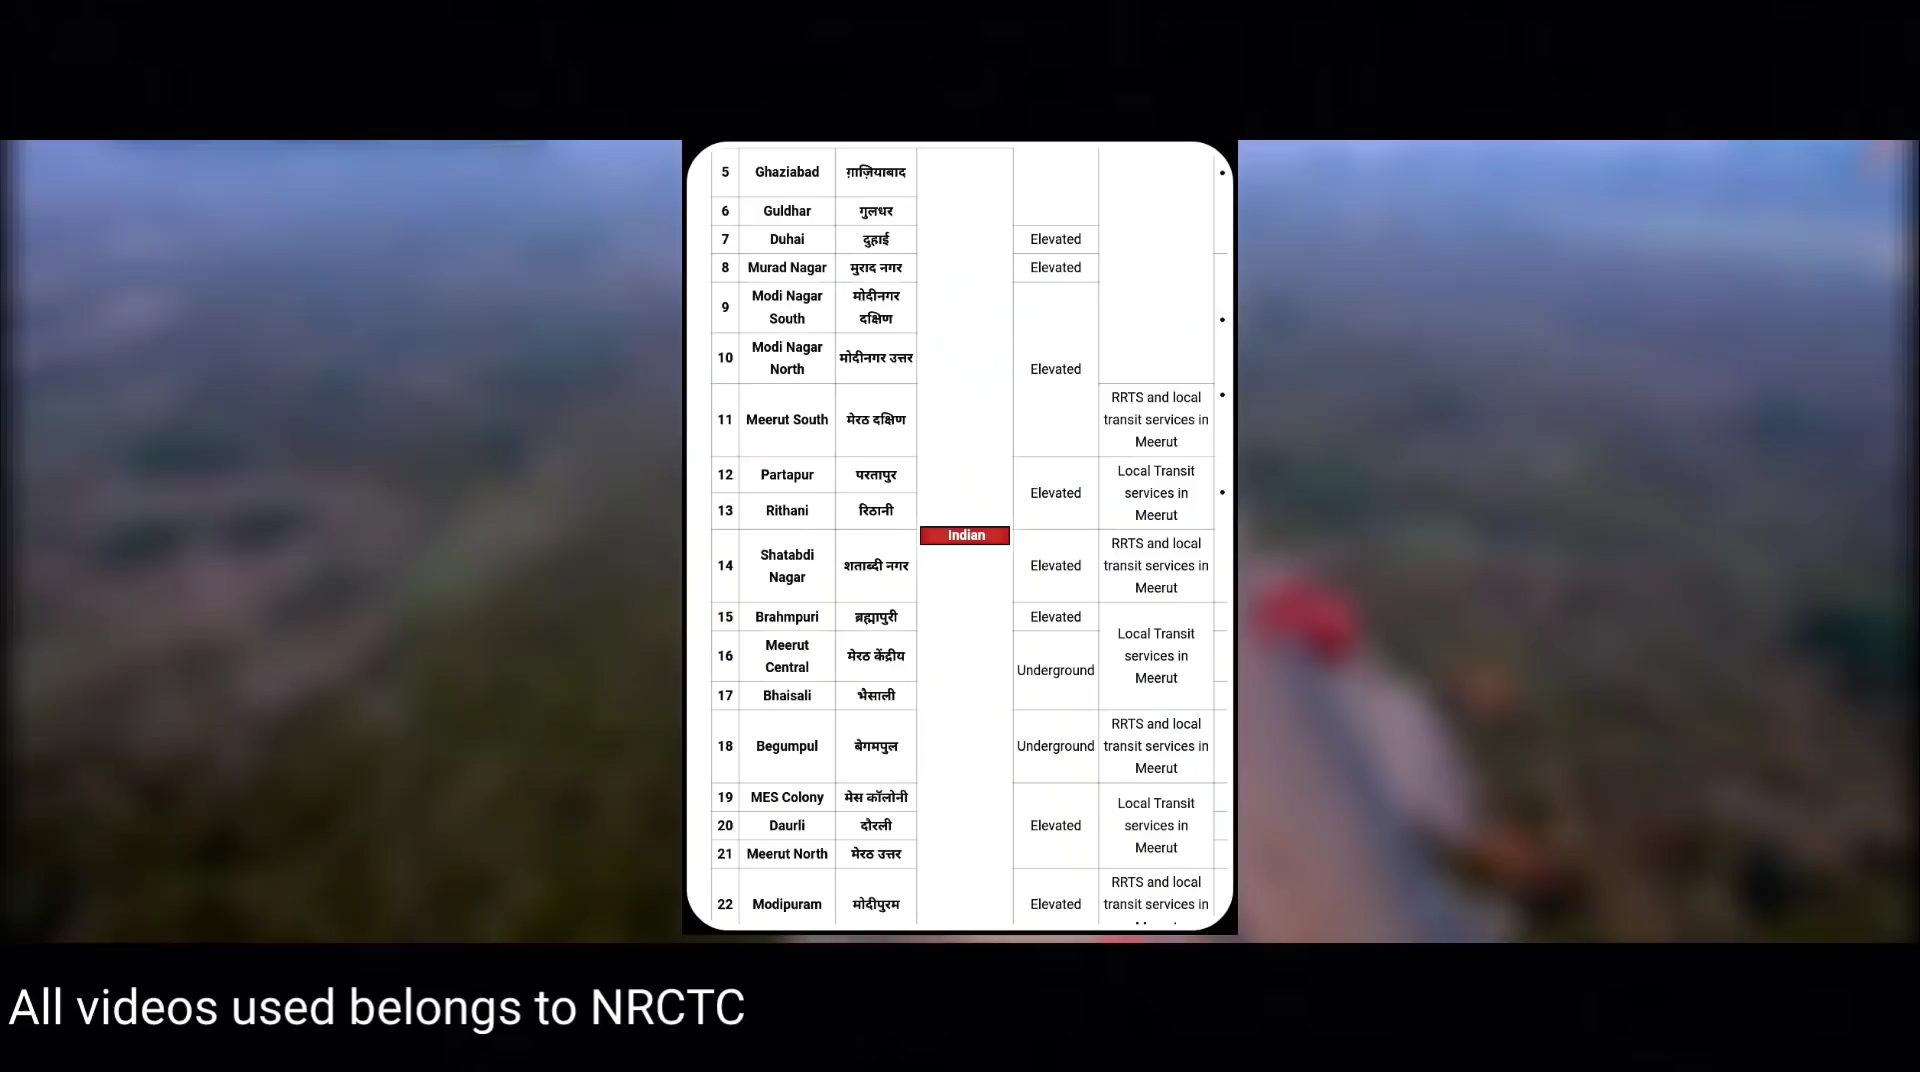 5 Ghaziabad ग़ाज़ियाबाद
6 Guldhar गुलधर
7 Duhai दुहाई Elevated
8 Murad Nagar मुराद नगर Elevated
9 Modi Nagar South मोदीनगर दक्षिण
10 Modi Nagar North मोदीनगर उत्तर
Elevated
11 Meerut South मेरठ दक्षिण
RRTS and local
transit services in
Meerut
12 Partapur परतापुर
13 Rithani रिठानी
Elevated
Local Transit
services in
Meerut
Indian
14 Shatabdi Nagar शताब्दी नगर Elevated
RRTS and local
transit services in
Meerut
15 Brahmpuri ब्रह्मापुरी Elevated
16 Meerut Central मेरठ केंद्रीय
17 Bhaisali भैसाली
Underground
Local Transit
services in
Meerut
18 Begumpul बेगमपुल Underground
RRTS and local
transit services in
Meerut
19 MES Colony मेस कॉलोनी
20 Daurli दौरली
21 Meerut North मेरठ उत्तर
Elevated
Local Transit
services in
Meerut
22 Modipuram मोदीपुरम Elevated
RRTS and local
transit services in
All videos used belongs to NRCTC